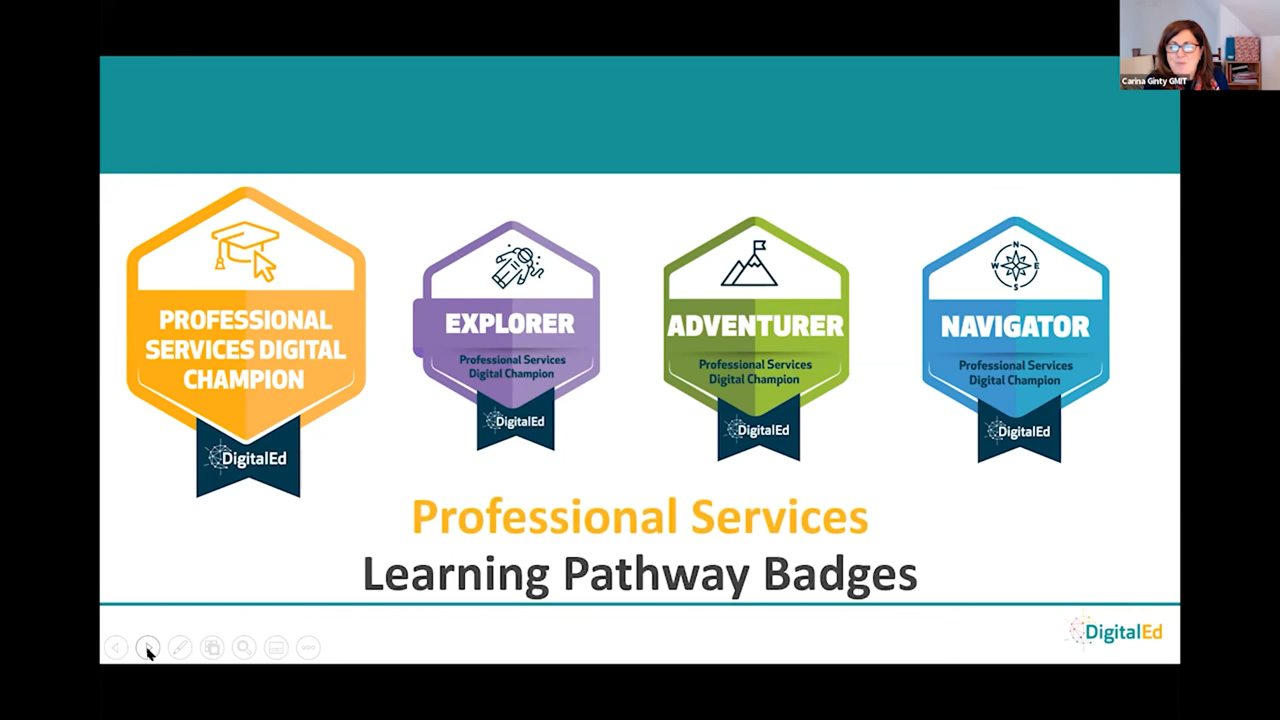 Carina Ginty GMIT
PROFESSIONAL
SERVICES DIGITAL
CHAMPION
DigitalEd
EXPLORER
Professional Services
Digital Champion
DigitalEd
ADVENTURER
Professional Services
Digital Champion
DigitalEd
N
W E
S
NAVIGATOR
Professional Services
Digital Champion
DigitalEd
Professional Services
Learning Pathway Badges
DigitalEd